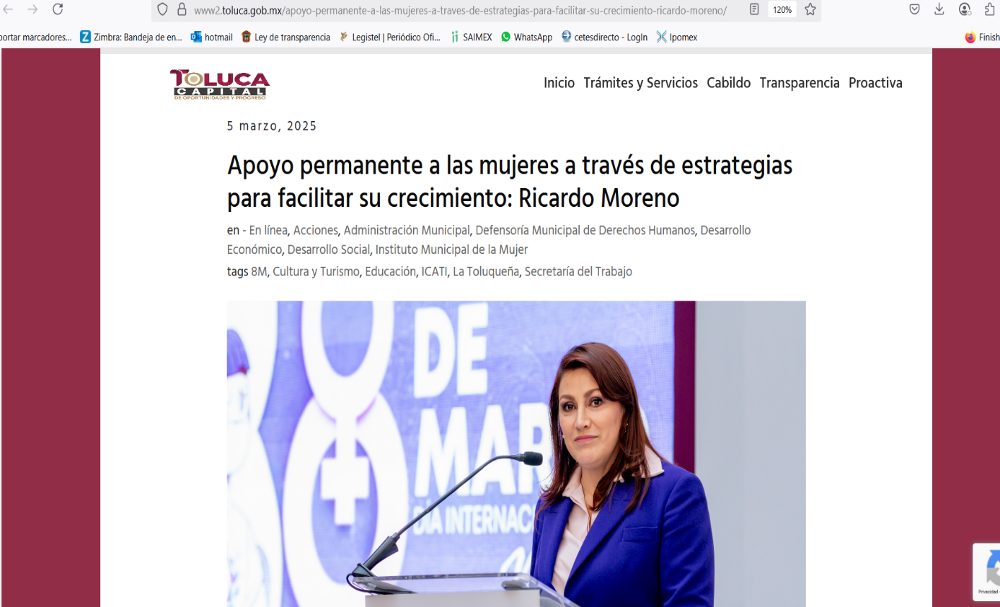 www2.toluca.gob.mx/apoyo-permanente-a-las-mujeres-a-traves-de-estrategias-para-facilitar-su-crecimiento-ricardo-moreno/
120%
portar marcadores...
Zimbra: Bandeja de en...
hotmail
Ley de transparencia
Legistel | Periódico Ofi...
SAIMEX
WhatsApp
cetesdirecto - LogIn
Ipomex
Finish
TOLUCA
CAPITAL
DE OPORTUNIDADES Y PROGRESO
Inicio Trámites y Servicios Cabildo Transparencia Proactiva
5 marzo, 2025
Apoyo permanente a las mujeres a través de estrategias
para facilitar su crecimiento: Ricardo Moreno
en - En línea, Acciones, Administración Municipal, Defensoría Municipal de Derechos Humanos, Desarrollo
Económico, Desarrollo Social, Instituto Municipal de la Mujer
tags 8M, Cultura y Turismo, Educación, ICATI, La Toluqueña, Secretaría del Trabajo
8 DE
MAR
DÍA INTERNAC
Privacidad